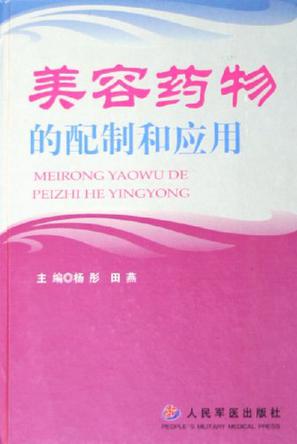 美容药物
的配制和应用
MEIRONG YAOWU DE
PEIZHI HE YINGYONG
主编◎杨彤 田燕
人民军医出版社
PEOPLE'S MILITARY MEDICAL PRESS